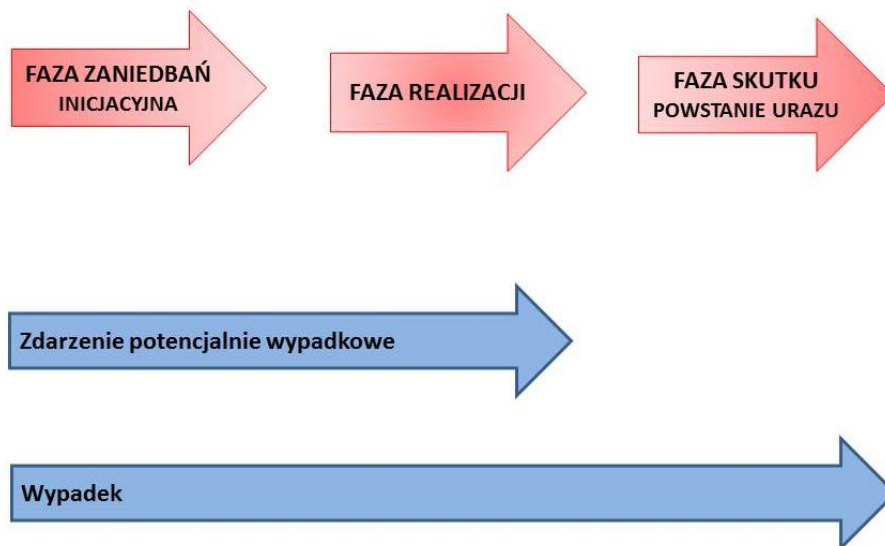 FAZA ZANIEDBAŃ
INICJACYJNA
FAZA REALIZACJI
FAZA SKUTKU
POWSTANIE URAZU
Zdarzenie potencjalnie wypadkowe
Wypadek